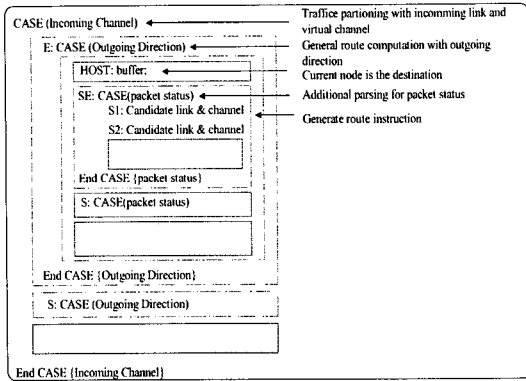 CASE (Incoming Channel)
Traffice partioning with incomming link and
virtual channel
E: CASE (Outgoing Direction)
General route computation with outgoing
direction
HOST: buffer;
Current node is the destination
SE: CASE(packet status)
Additional parsing for packet status
S1: Candidate link & channel
Generate route instruction
S2: Candidate link & channel
End CASE {packet status}
S: CASE(packet status)
End CASE {Outgoing Direction}
S: CASE (Outgoing Direction)
End CASE {Incoming Channel}